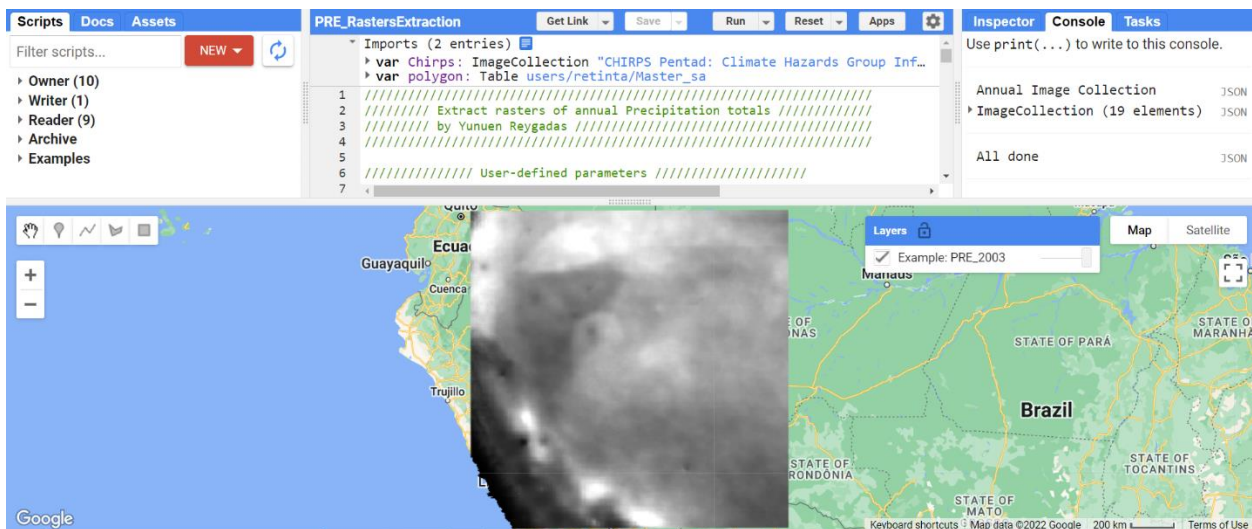 Scripts Docs Assets
Filter scripts... NEW
Owner (10)
Writer (1)
Reader (9)
Archive
Examples
PRE_RastersExtraction Get Link Save Run Reset Apps
Imports (2 entries)
var Chirps: ImageCollection "CHIRPS Pentad: Climate Hazards Group Inf…
var polygon: Table users/retinta/Master_sa
1 //////////////////////////////////////////////////////////////////////
2 ///////// Extract rasters of annual Precipitation totals /////////////
3 ///////// by Yunuen Reygadas /////////////////////////////////////////
4 //////////////////////////////////////////////////////////////////////
5
6 /////////////// User-defined parameters /////////////////////
7
Inspector Console Tasks
Use print(...) to write to this console.
Annual Image Collection JSON
ImageCollection (19 elements) JSON
All done JSON
Quito
Ecua
Guayaquil
Cuenca
Trujillo
L
Layers
Example: PRE_2003
Map Satellite
Manaus
STATE OF PARÁ
STATE O
MARANHÃ
OF
NAS
Brazil
STATE OF
RONDÔNIA
STATE OF
TOCANTINS
STATE OF
MATO
Google
Keyboard shortcuts Map data ©2022 Google 200 km Terms of Use